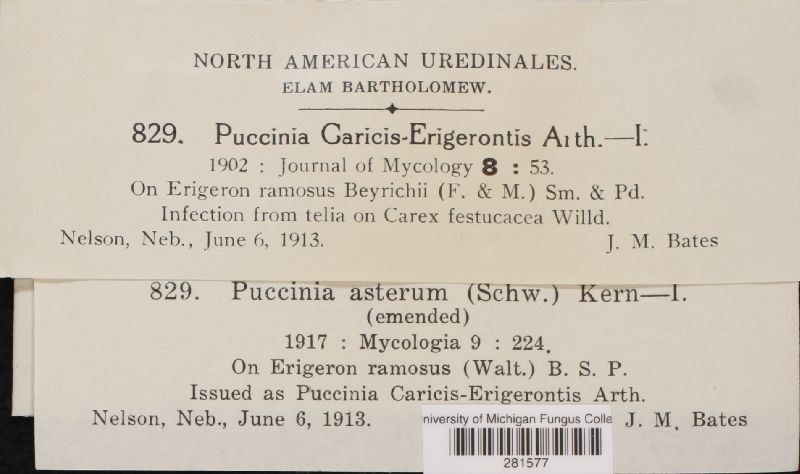 NORTH AMERICAN UREDINALES.
ELAM BARTHOLOMEW.
829. Puccinia Caricis-Erigerontis Arth.—I.
1902 : Journal of Mycology 8 : 53.
On Erigeron ramosus Beyrichii (F. & M.) Sm. & Pd.
Infection from telia on Carex festucacea Willd.
Nelson, Neb., June 6, 1913. J. M. Bates
829. Puccinia asterum (Schw.) Kern—I.
(emended)
1917 : Mycologia 9 : 224.
On Erigeron ramosus (Walt.) B. S. P.
Issued as Puccinia Caricis-Erigerontis Arth.
Nelson, Neb., June 6, 1913. J. M. Bates
niversity of Michigan Fungus Colle
281577